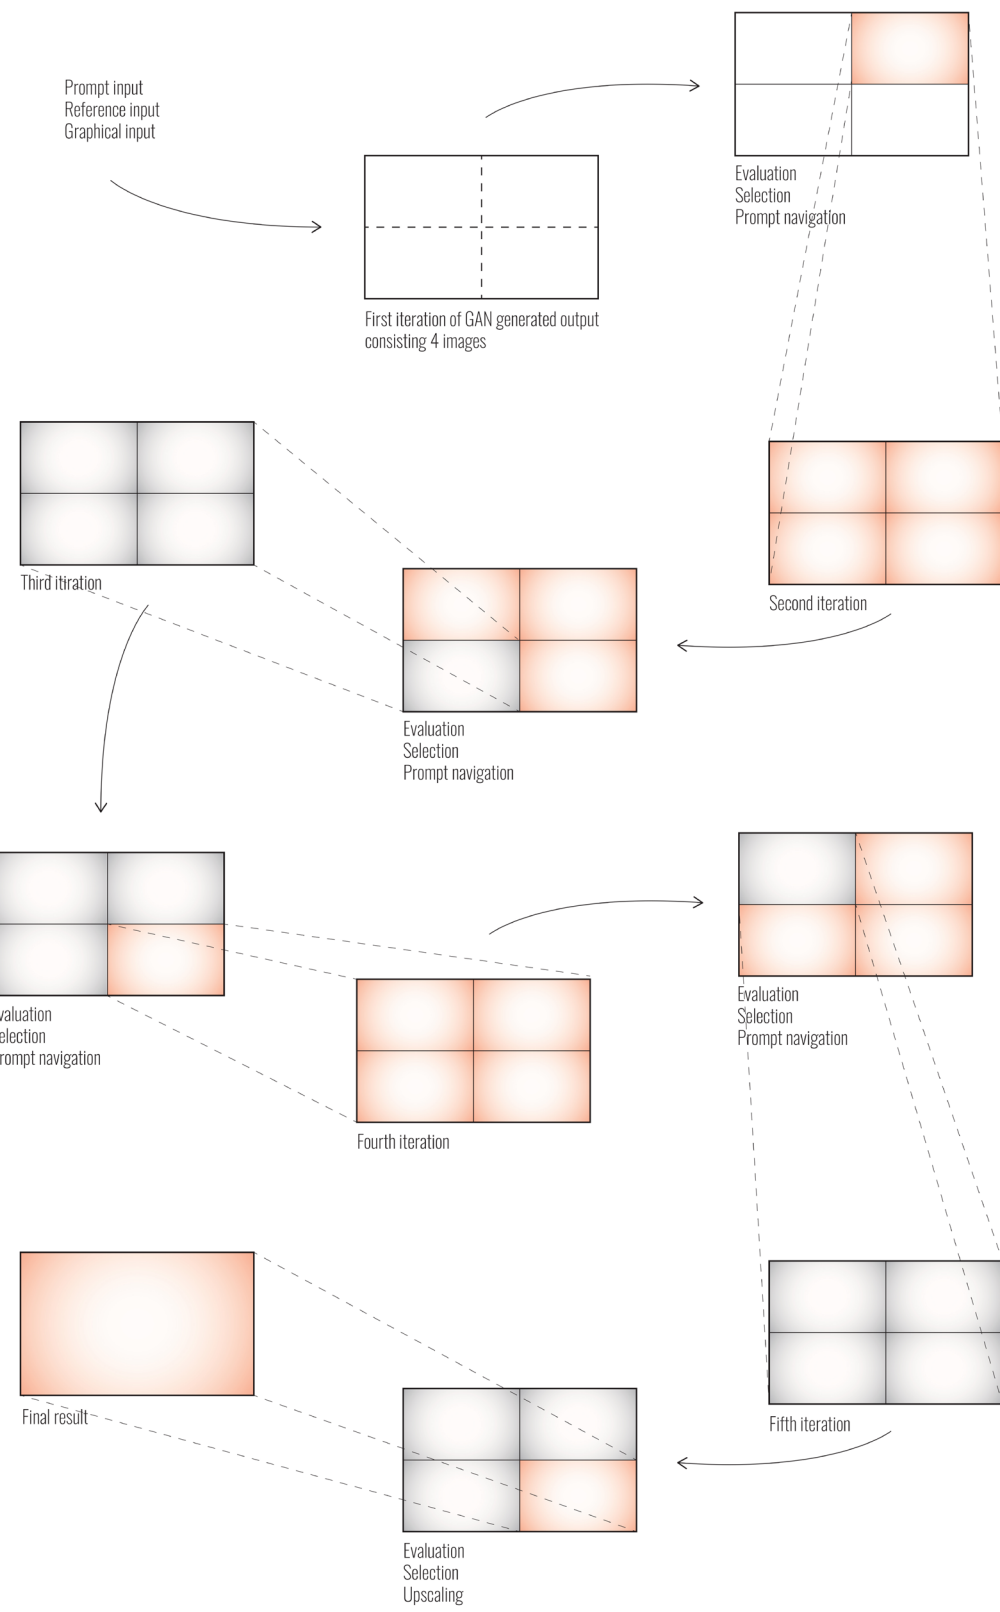 Prompt input
Reference input
Graphical input
First iteration of GAN generated output
consisting 4 images
Evaluation
Selection
Prompt navigation
Second iteration
Evaluation
Selection
Prompt navigation
Third itiration
valuation
election
rompt navigation
Fourth iteration
Evaluation
Selection
Prompt navigation
Fifth iteration
Evaluation
Selection
Upscaling
Final result